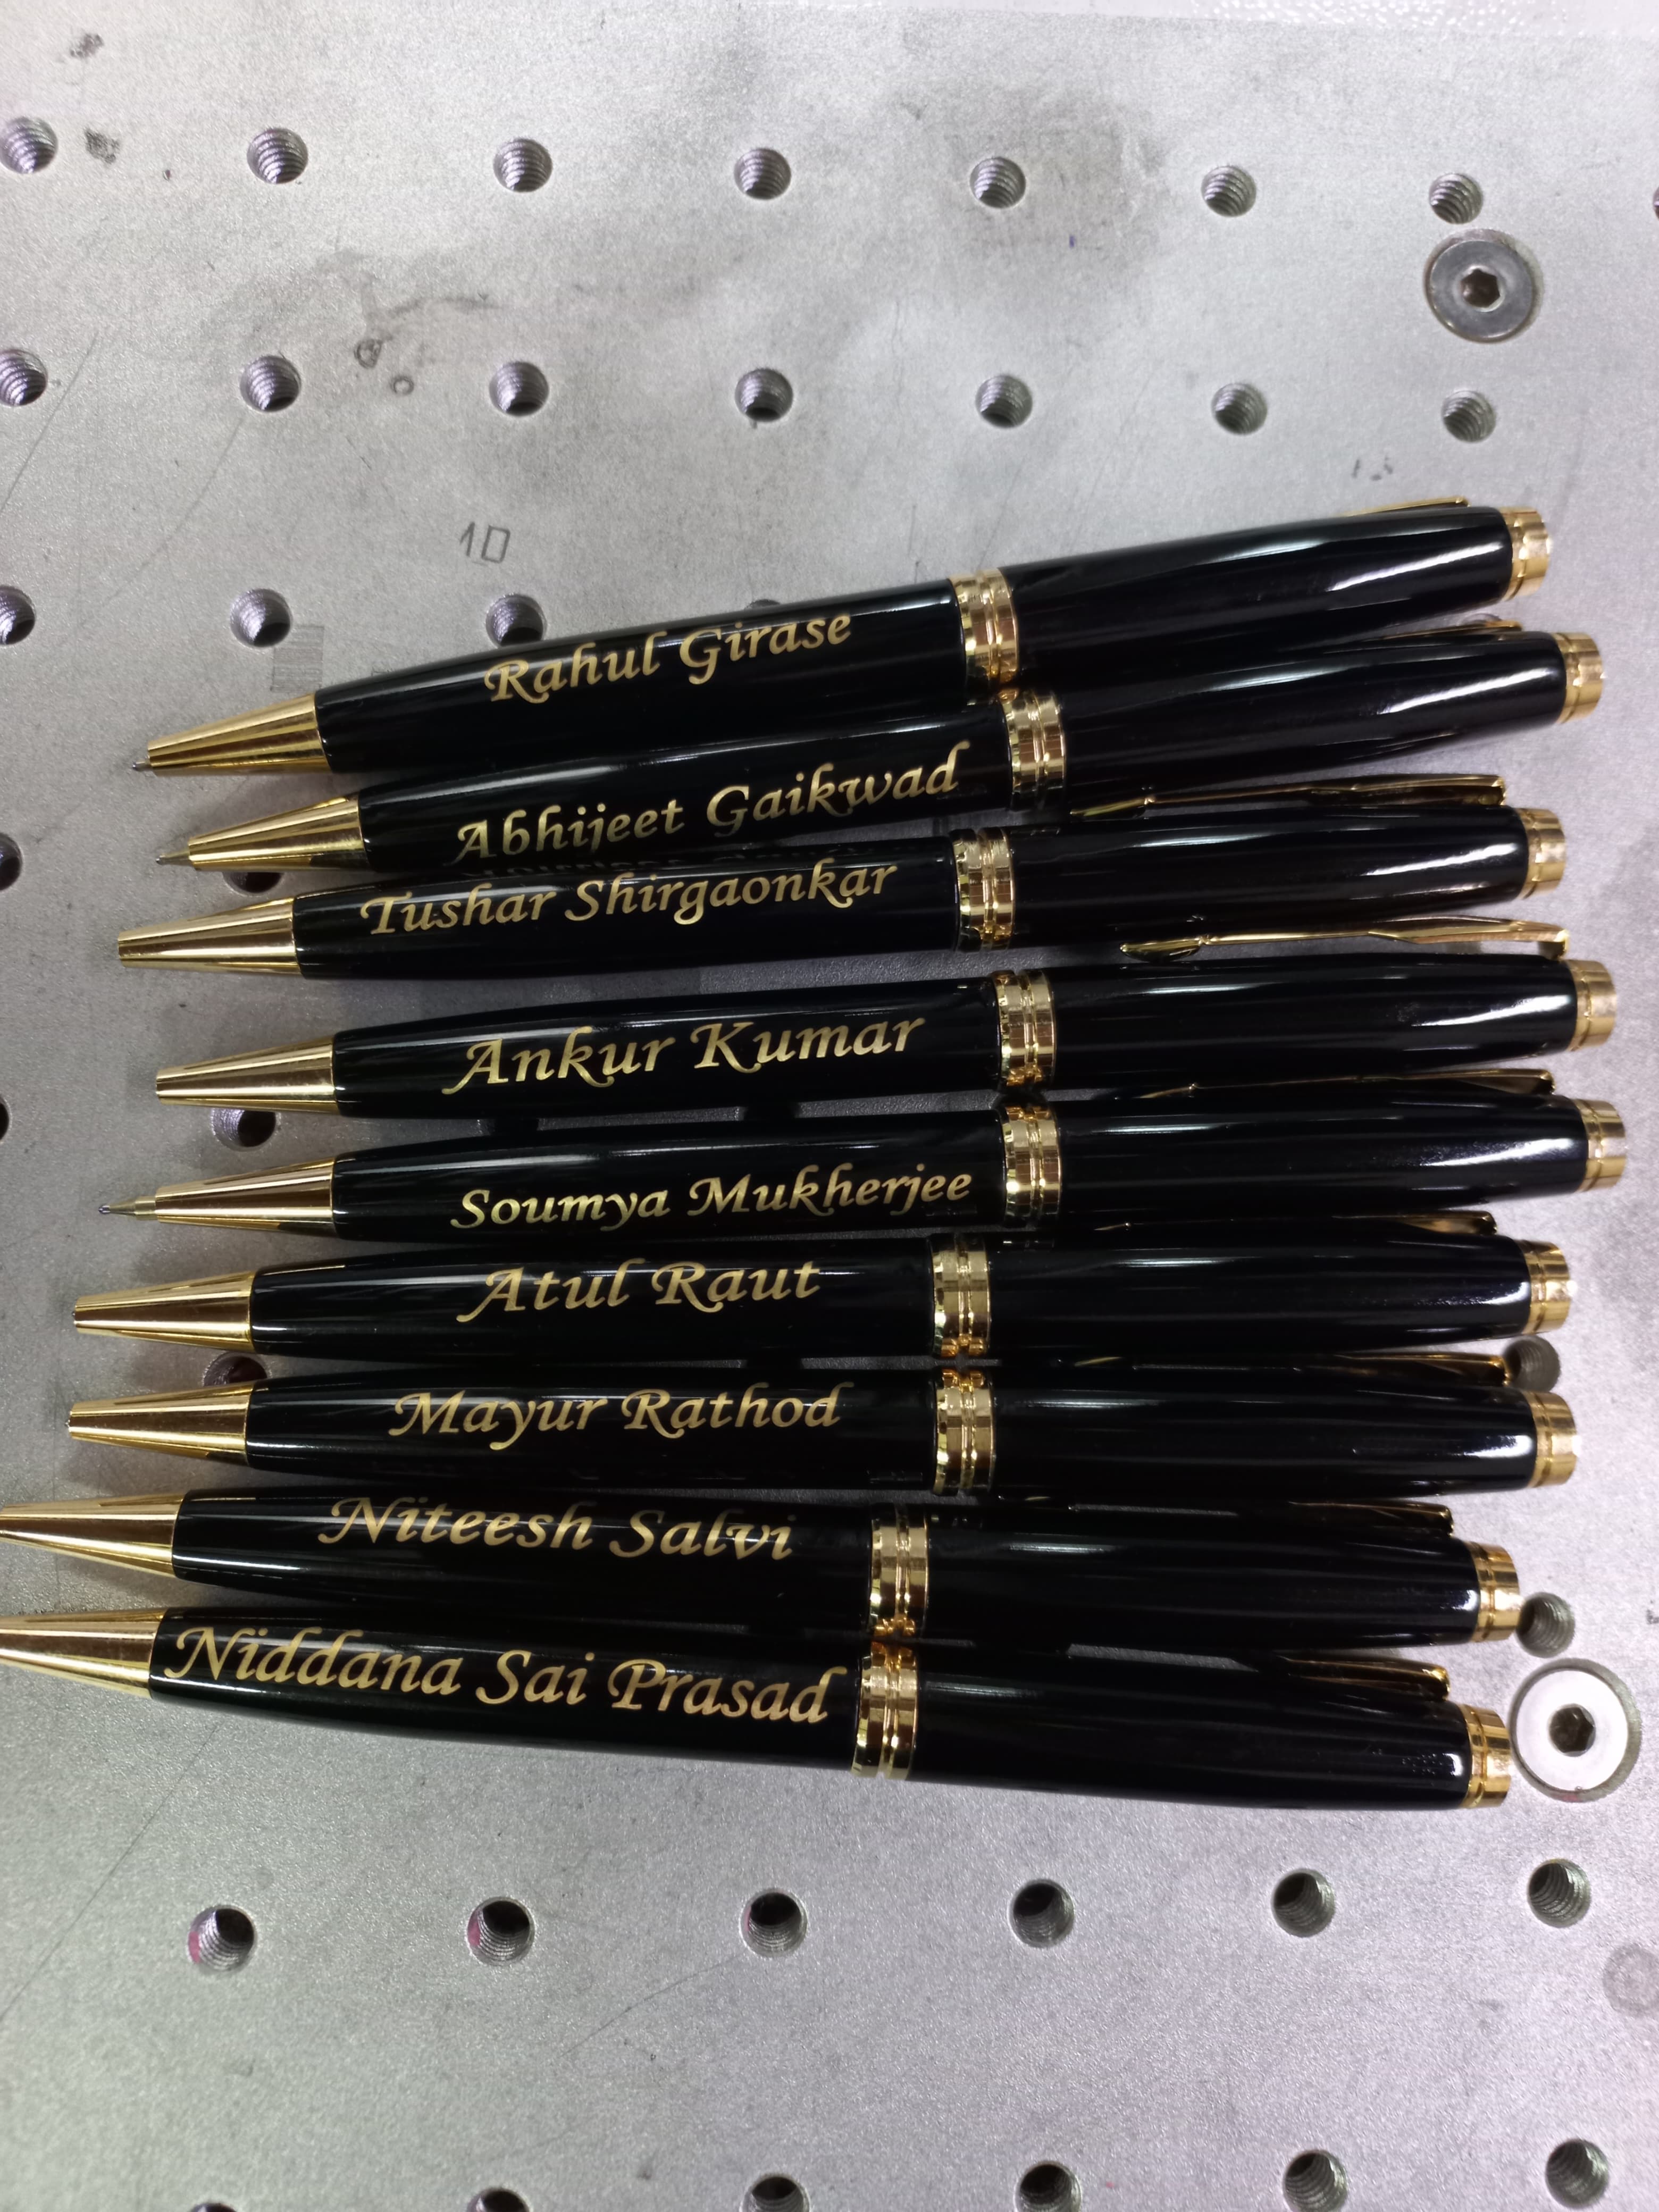 10
Rahul Girase
Abhijeet Gaikwad
Tushar Shirgaonkar
Ankur Kumar
Soumya Mukherjee
Atul Raut
Mayur Rathod
Niteesh Salvi
Niddana Sai Prasad